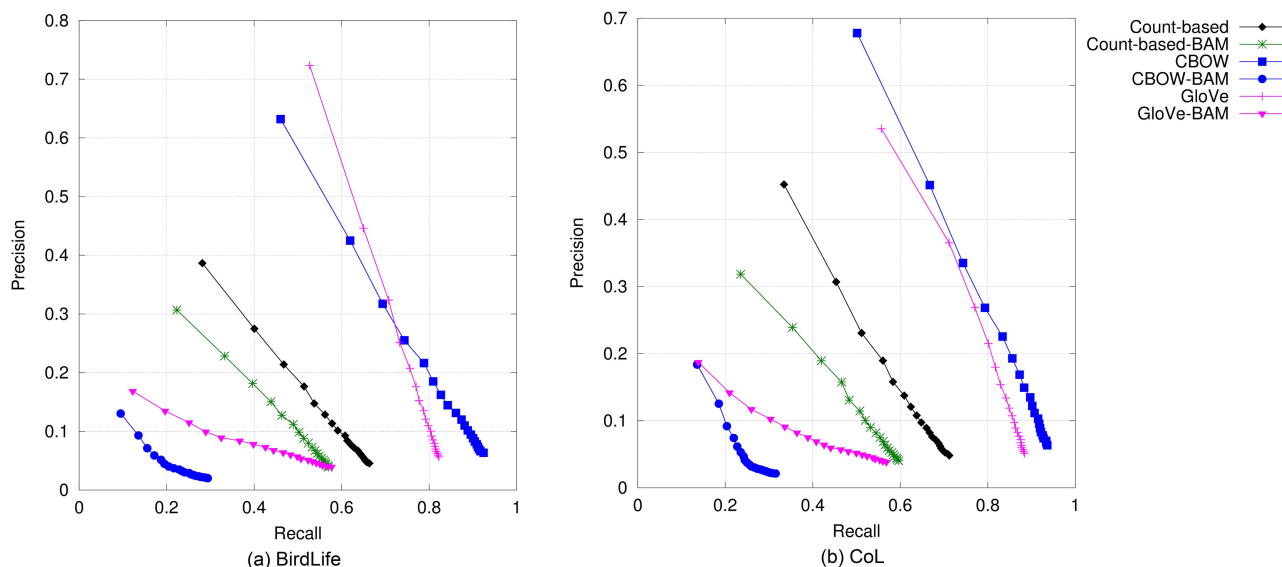 0.8
0.7
0.6
0.5
0.4
0.3
0.2
0.1
0
Precision
0 0.2 0.4 0.6 0.8 1
Recall
(a) BirdLife
0.7
0.6
0.5
0.4
0.3
0.2
0.1
0
Precision
0 0.2 0.4 0.6 0.8 1
Recall
(b) CoL
Count-based
Count-based-BAM
CBOW
CBOW-BAM
GloVe
GloVe-BAM